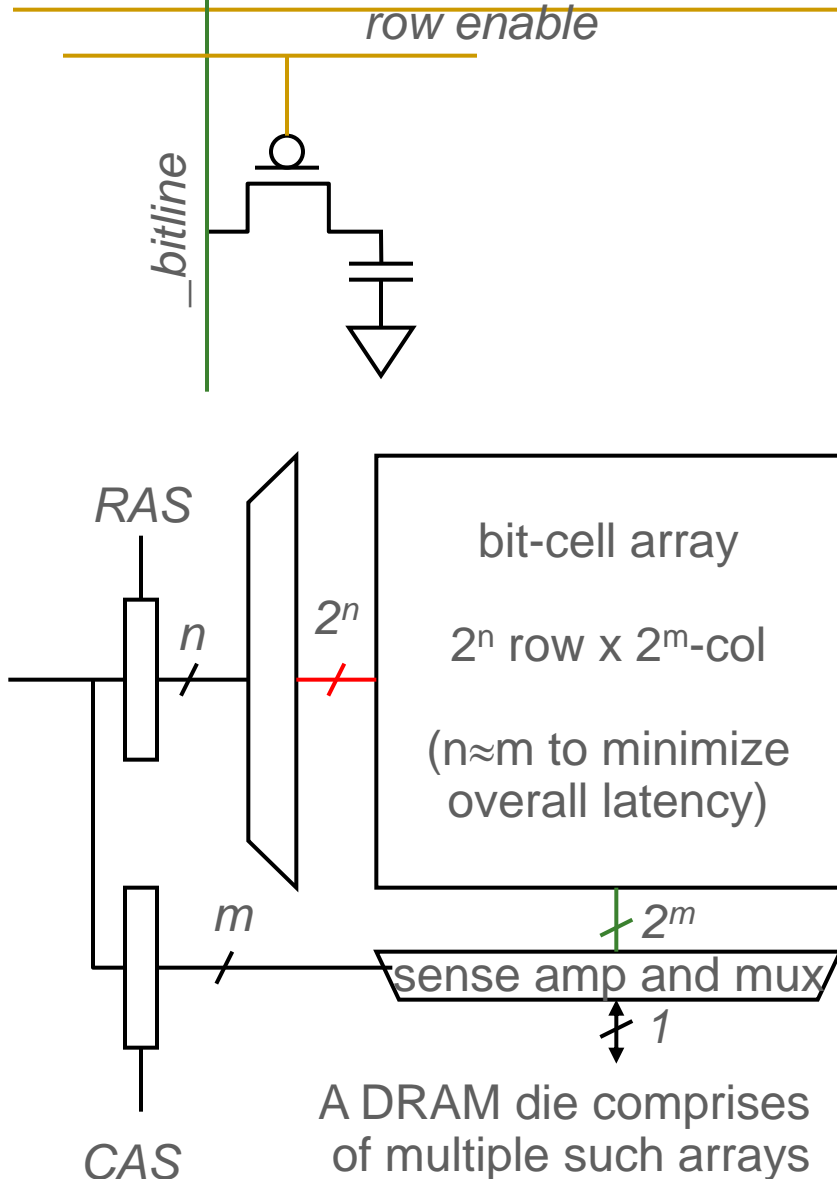 row enable
_bitline
RAS
n
2ⁿ
bit-cell array
2ⁿ row x 2ᵐ-col
(n≈m to minimize
overall latency)
m
2ᵐ
sense amp and mux
1
A DRAM die comprises
of multiple such arrays
CAS